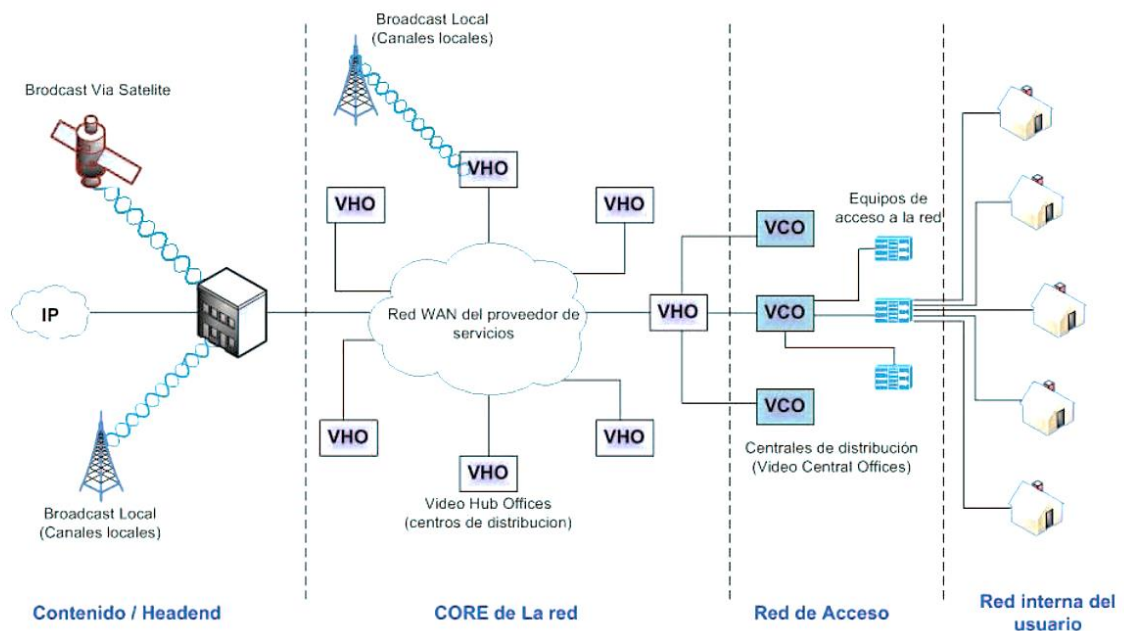 Broadcast Local
(Canales locales)
Brodcast Via Satelite
VHO
VHO
VHO
Equipos de
acceso a la red
VCO
IP
Red WAN del proveedor de
servicios
VHO
VCO
VHO
VHO
VCO
VHO
Centrales de distribución
(Video Central Offices)
Video Hub Offices
(centros de distribucion)
Broadcast Local
(Canales locales)
Contenido / Headend
CORE de La red
Red de Acceso
Red interna del
usuario